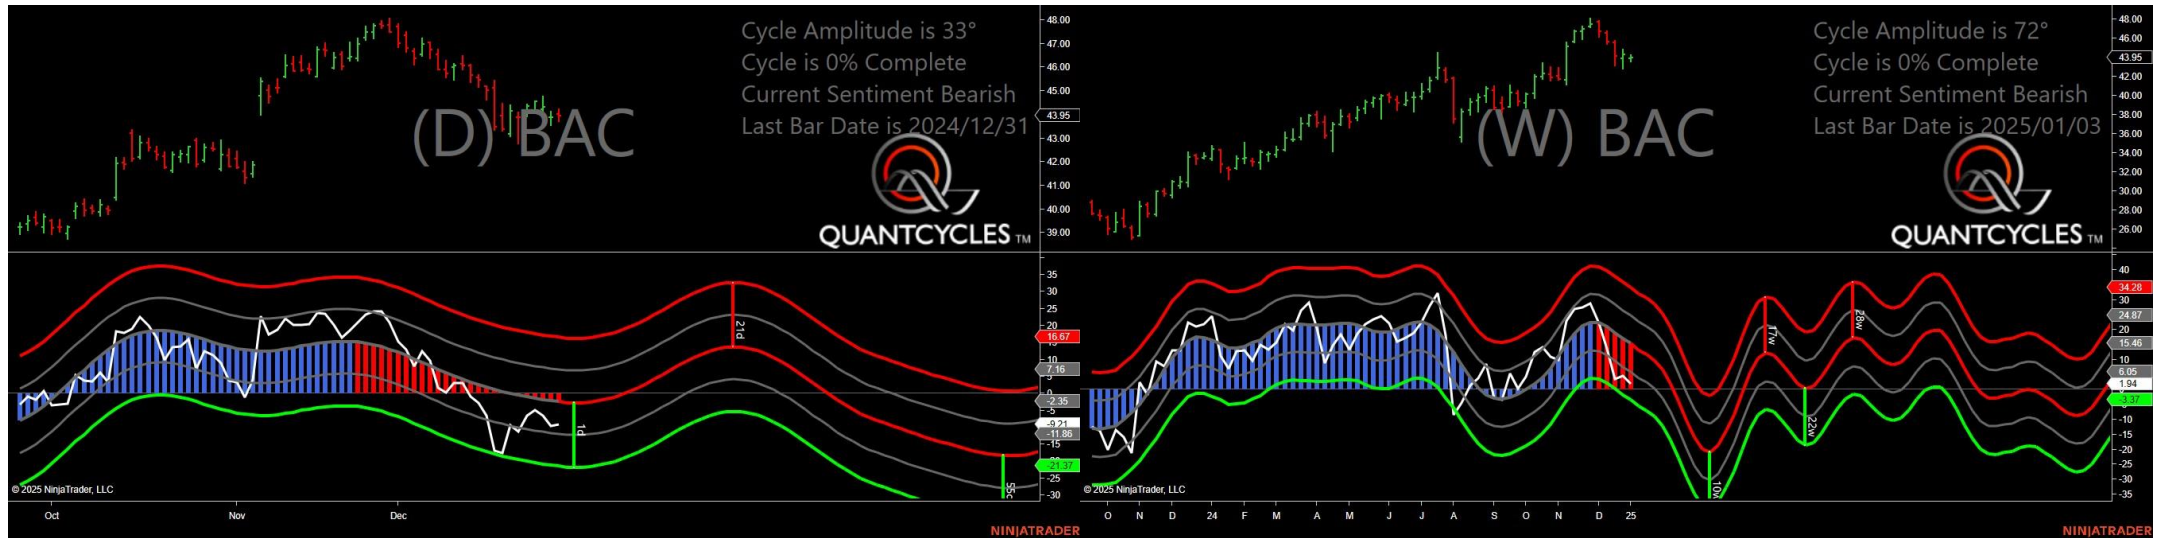 Cycle Amplitude is 33°
Cycle is 0% Complete
Current Sentiment Bearish
Last Bar Date is 2024/12/31
(D) BAC
QUANTCYCLES TM
48.00
47.00
46.00
45.00
43.95
43.00
42.00
41.00
40.00
39.00
35
30
25
20
16.67
10
7.16
-2.35
-5
-9.21
-11.86
-15
-21.37
-25
-30
21d
1d
© 2025 NinjaTrader, LLC
Oct Nov Dec
NINJATRADER
Cycle Amplitude is 72°
Cycle is 0% Complete
Current Sentiment Bearish
Last Bar Date is 2025/01/03
(W) BAC
QUANTCYCLES TM
48.00
46.00
43.95
42.00
40.00
38.00
36.00
34.00
32.00
30.00
28.00
26.00
40
34.28
30
24.87
20
15.46
10
6.05
1.94
-3.37
-10
-15
-20
-25
-30
-35
17w
28w
22w
© 2025 NinjaTrader, LLC
O N D 24 F M A M J J A S O N D 25
NINJATRADER